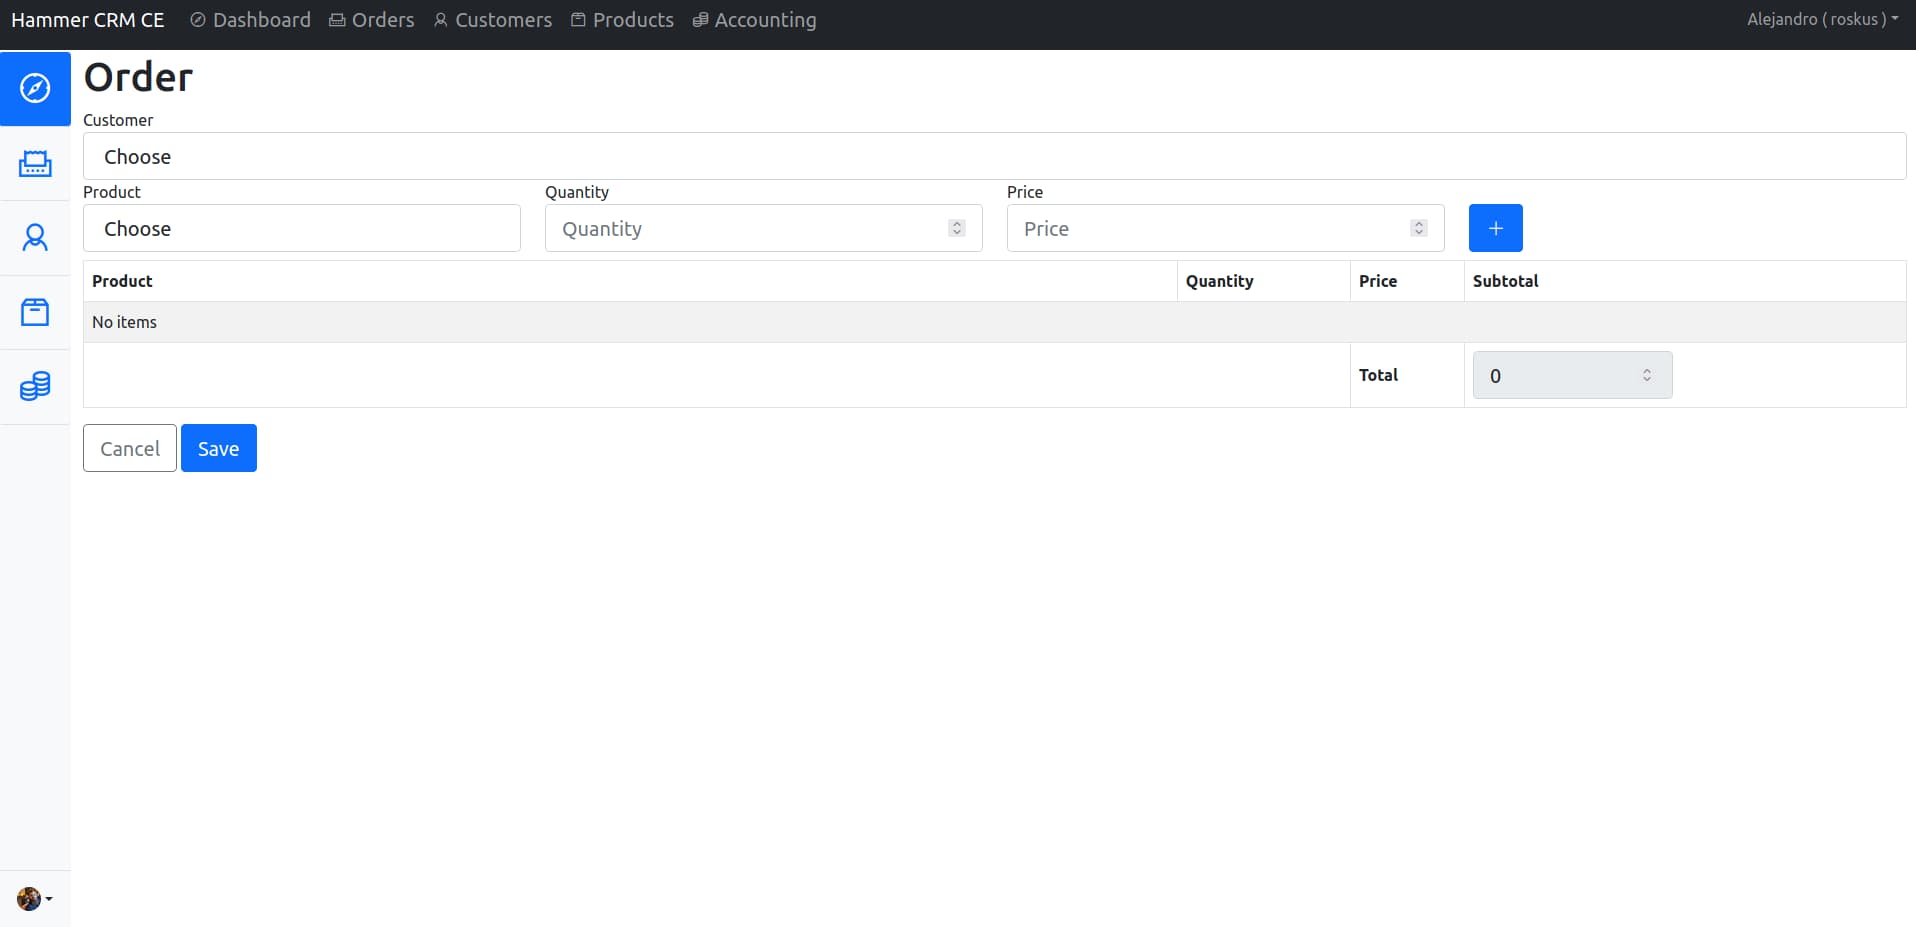 Hammer CRM CE Dashboard Orders Customers Products Accounting Alejandro ( roskus )
Order
Customer
Choose
Product Quantity Price
Choose Quantity Price +
Product Quantity Price Subtotal
No items
Total 0
Cancel Save